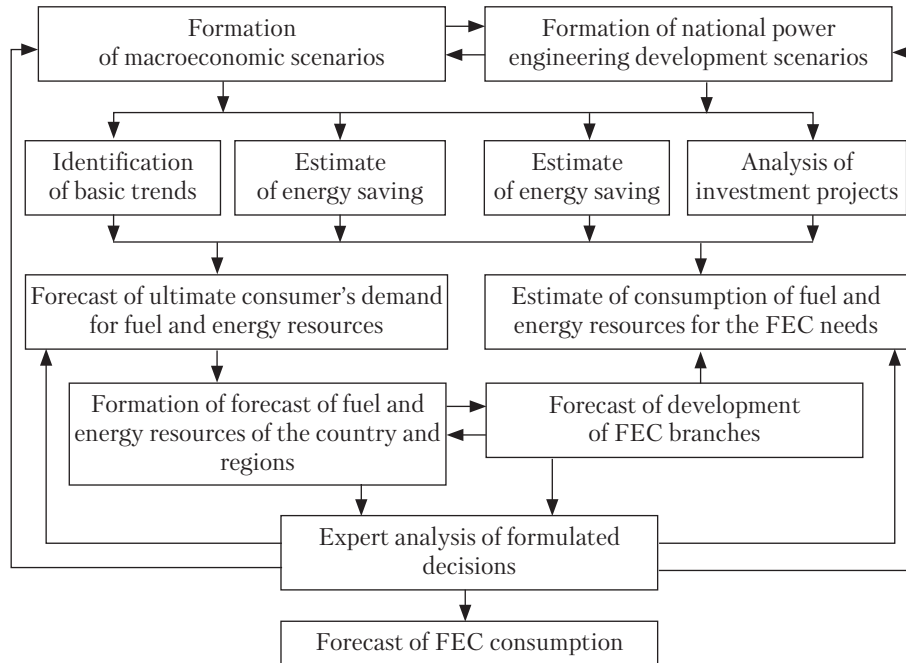 Formation
of macroeconomic scenarios
Formation of national power
engineering development scenarios
Identification
of basic trends
Estimate
of energy saving
Estimate
of energy saving
Analysis of
investment projects
Forecast of ultimate consumer’s demand
for fuel and energy resources
Estimate of consumption of fuel and
energy resources for the FEC needs
Formation of forecast of fuel and
energy resources of the country and
regions
Forecast of development
of FEC branches
Expert analysis of formulated
decisions
Forecast of FEC consumption